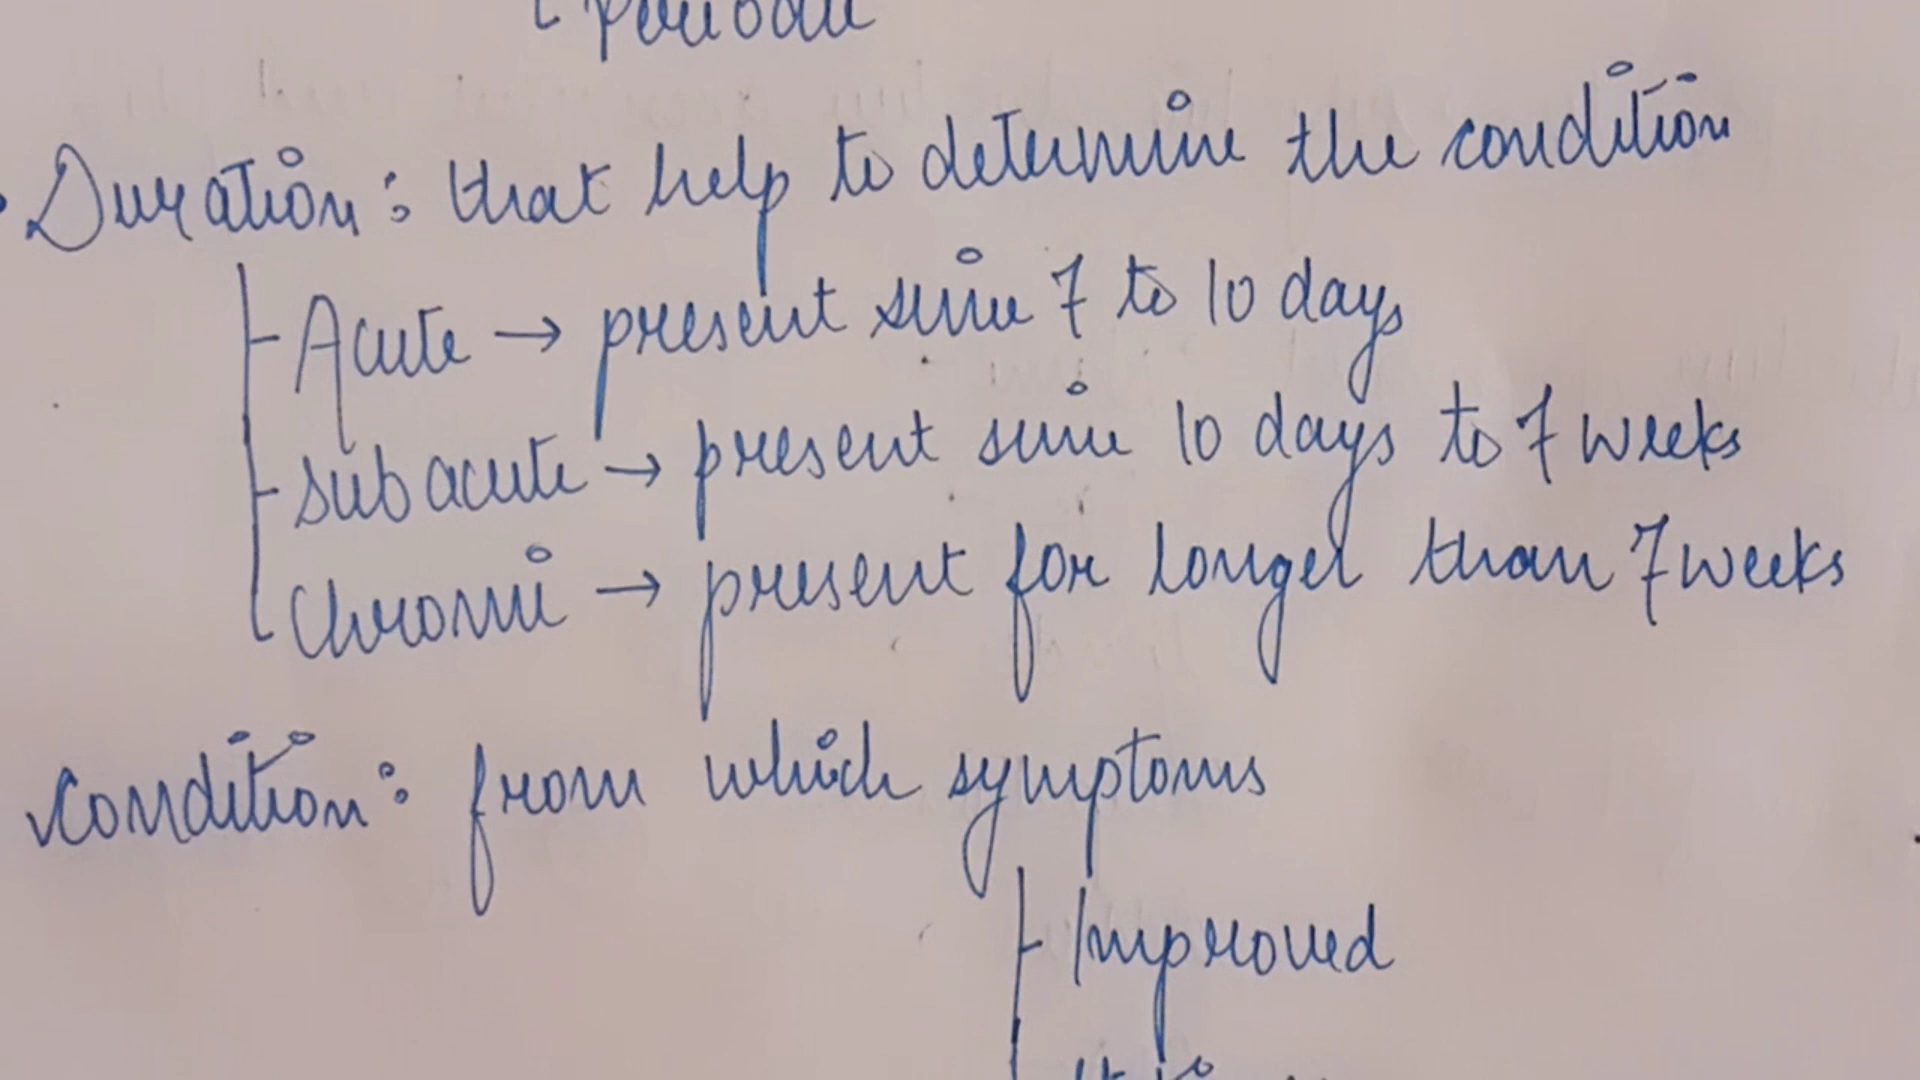 Duration : that help to determine the condition
Acute → present since 7 to 10 days
subacute → present since 10 days to 7 weeks
Chronic → present for longer than 7 weeks
Condition : from which symptoms
Improved